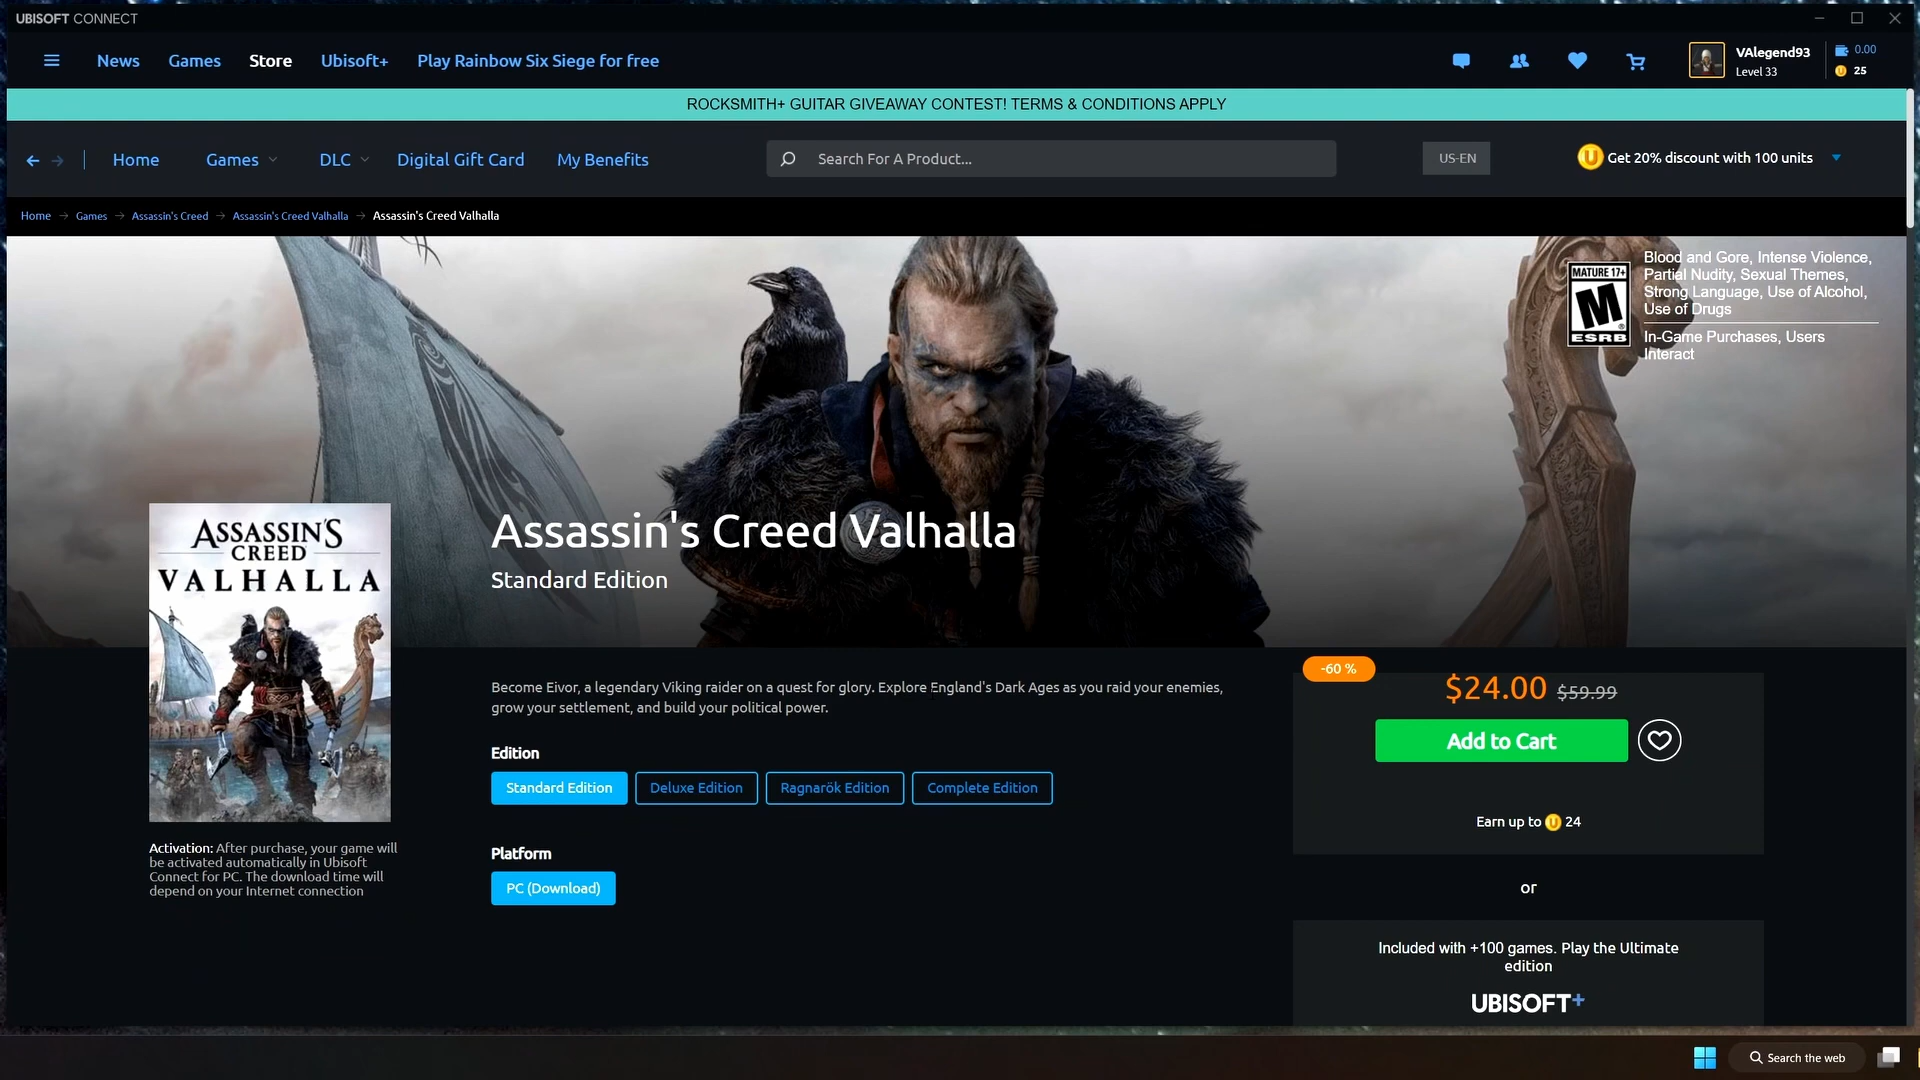 UBISOFT CONNECT
News Games Store Ubisoft+ Play Rainbow Six Siege for free
VAlegend93
Level 33
0.00
25
ROCKSMITH+ GUITAR GIVEAWAY CONTEST! TERMS & CONDITIONS APPLY
Home Games DLC Digital Gift Card My Benefits
Search For A Product...
US-EN
Get 20% discount with 100 units
Home → Games → Assassin's Creed → Assassin's Creed Valhalla → Assassin's Creed Valhalla
MATURE 17+
M
ESRB
Blood and Gore, Intense Violence,
Partial Nudity, Sexual Themes,
Strong Language, Use of Alcohol,
Use of Drugs
In-Game Purchases, Users
Interact
ASSASSIN'S
CREED
VALHALLA
Assassin's Creed Valhalla
Standard Edition
Activation: After purchase, your game will
be activated automatically in Ubisoft
Connect for PC. The download time will
depend on your Internet connection
Become Eivor, a legendary Viking raider on a quest for glory. Explore England's Dark Ages as you raid your enemies,
grow your settlement, and build your political power.
Edition
Standard Edition Deluxe Edition Ragnarök Edition Complete Edition
Platform
PC (Download)
-60 %
$24.00 $59.99
Add to Cart
Earn up to U 24
or
Included with +100 games. Play the Ultimate
edition
UBISOFT+
Search the web